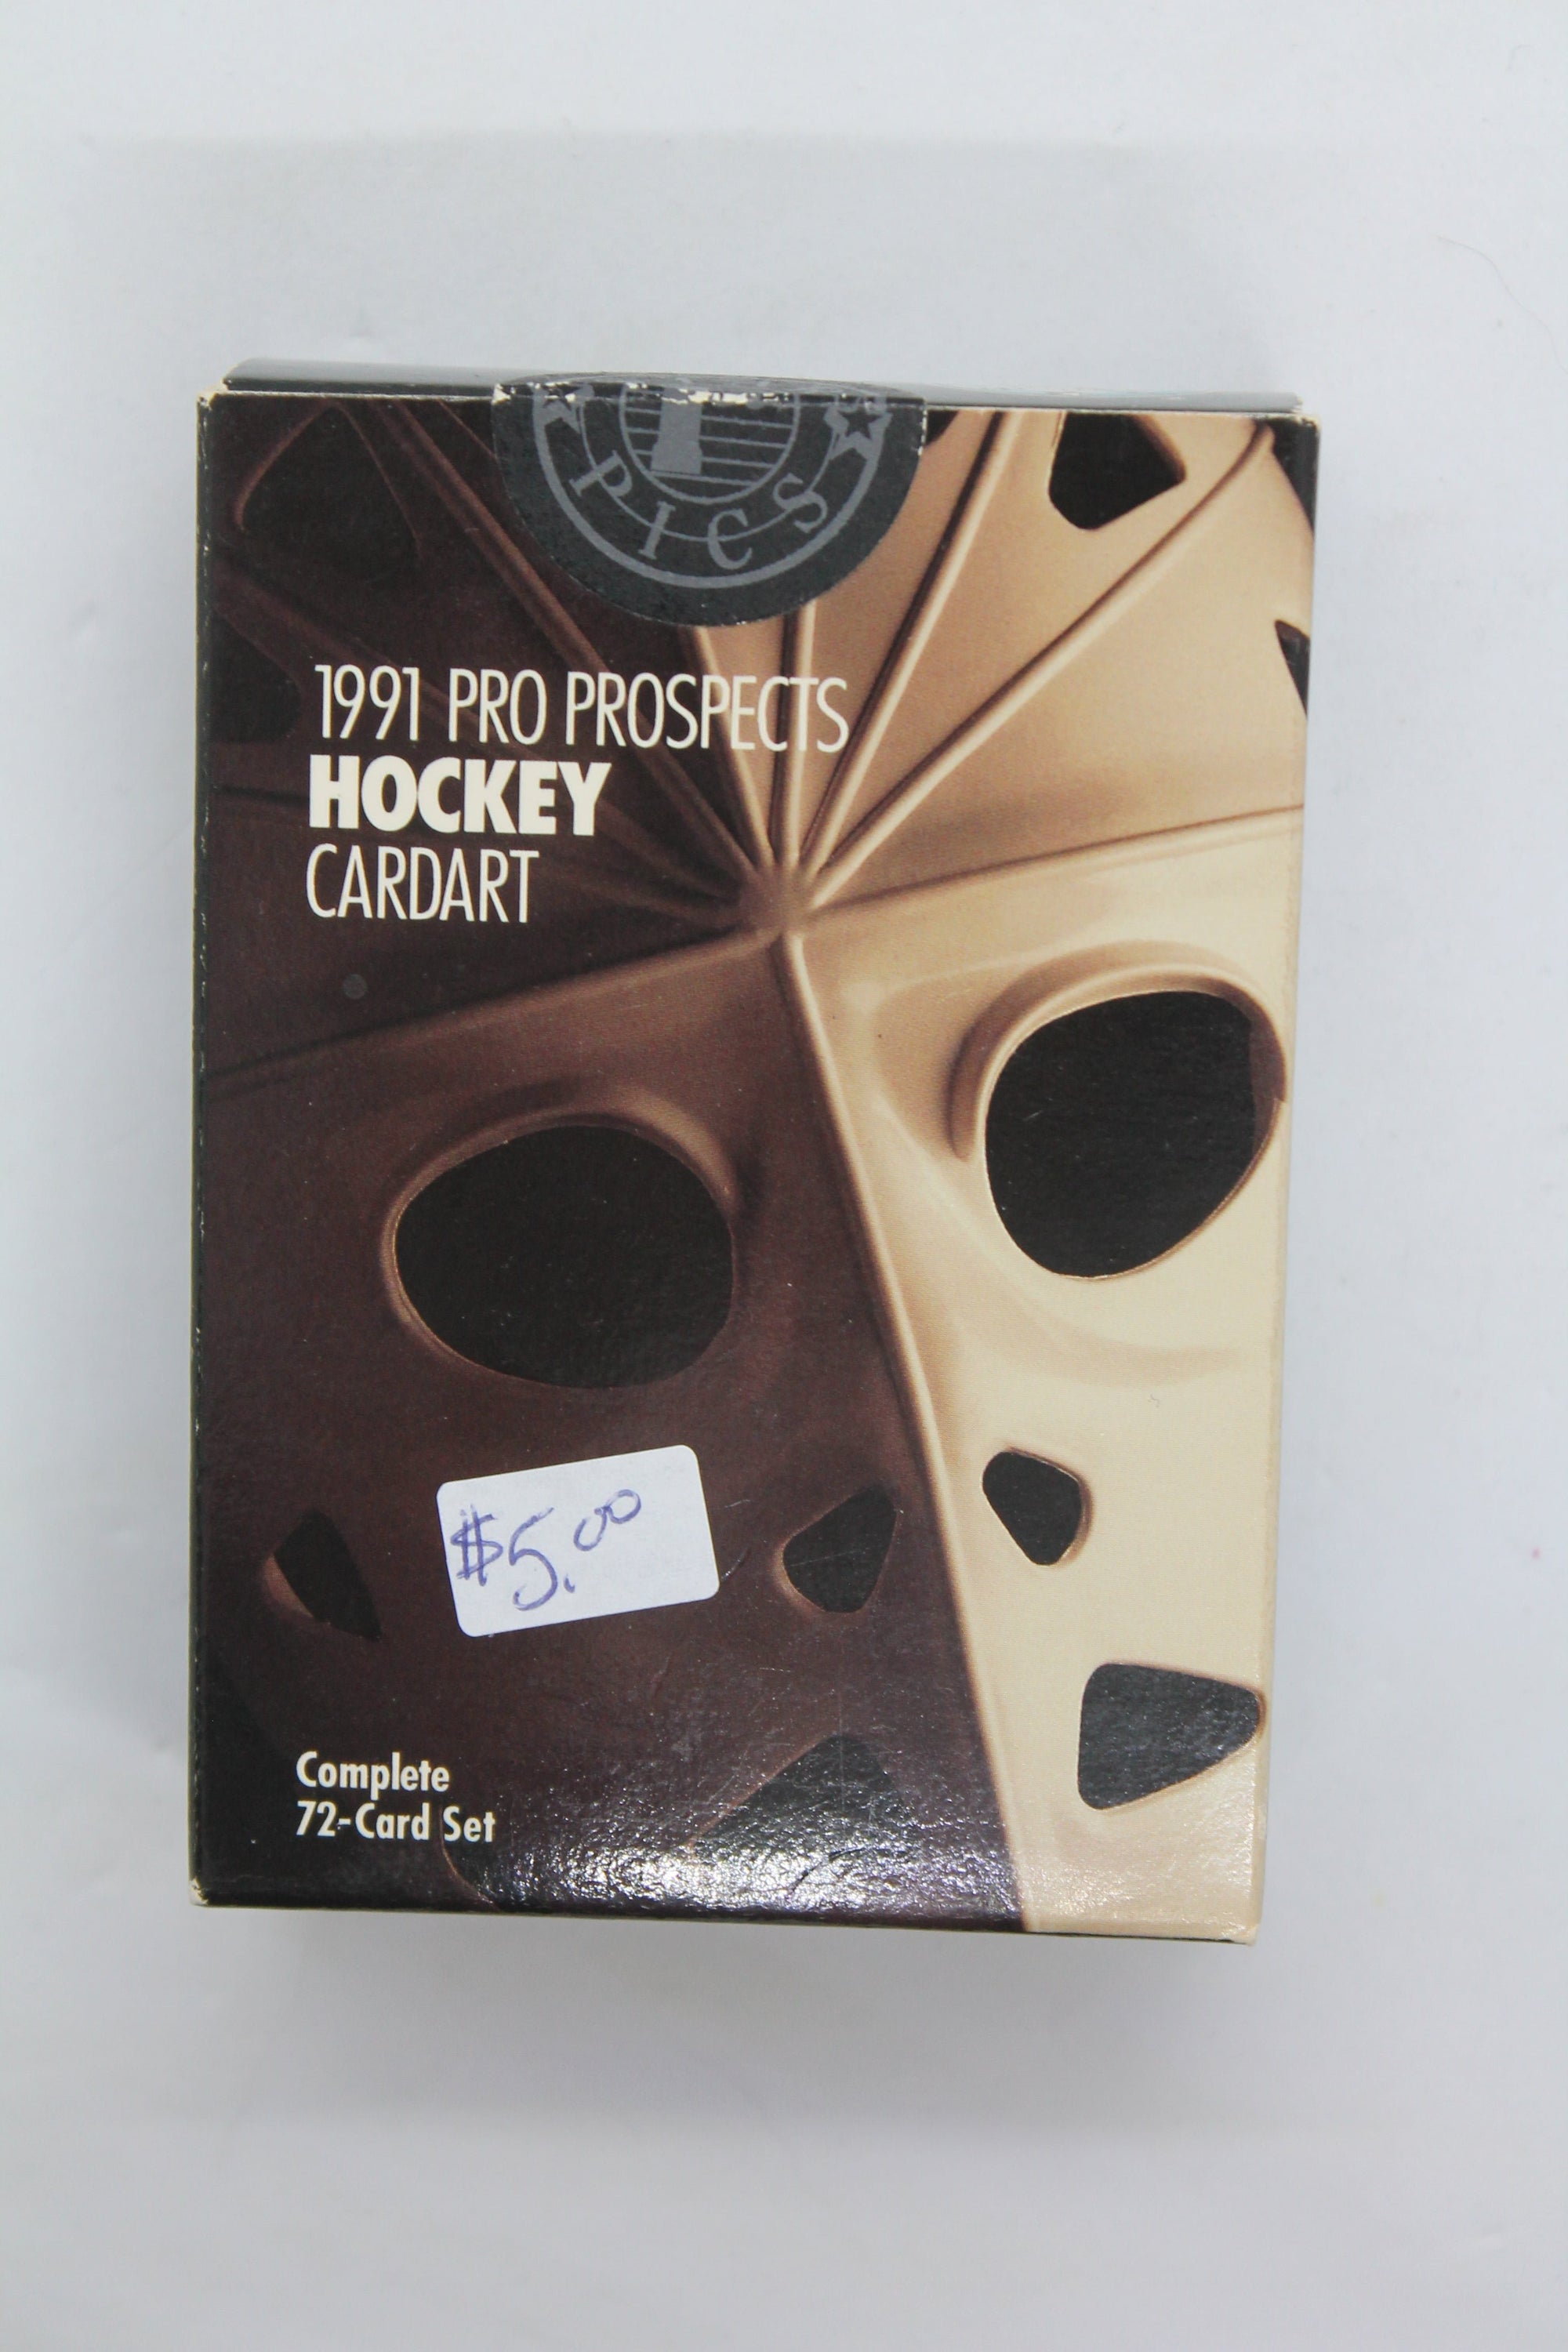 PICS
1991 PRO PROSPECTS
HOCKEY
CARDART
$5.00
Complete
72-Card Set